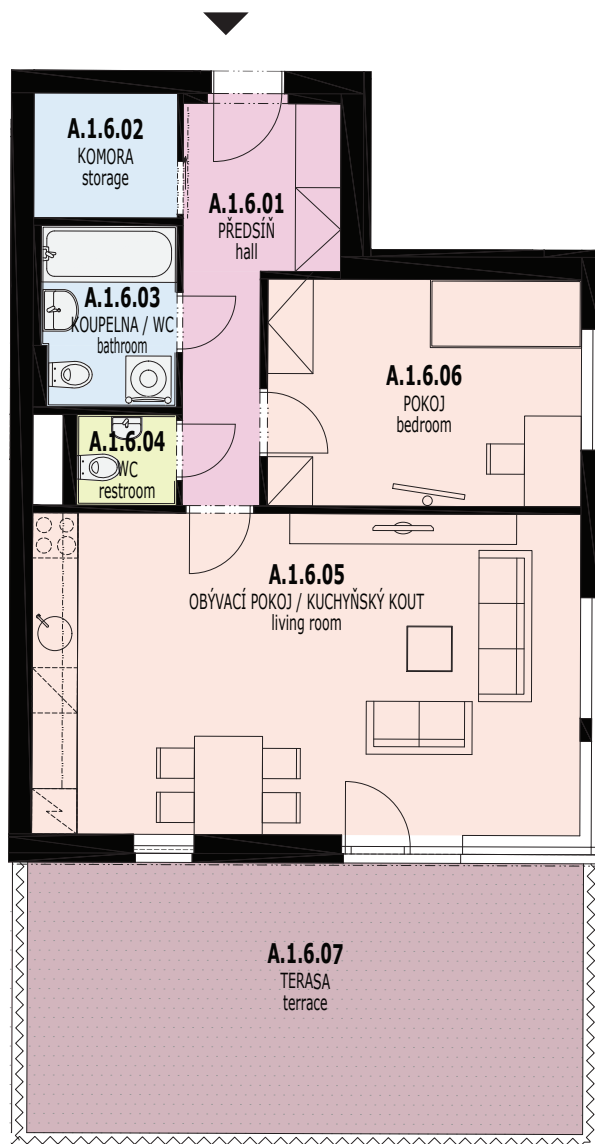 A.1.6.02
KOMORA
storage
A.1.6.01
PŘEDSÍŇ
hall
A.1.6.03
KOUPELNA / WC
bathroom
A.1.6.06
POKOJ
bedroom
A.1.6.04
WC
restroom
A.1.6.05
OBÝVACÍ POKOJ / KUCHYŇSKÝ KOUT
living room
A.1.6.07
TERASA
terrace